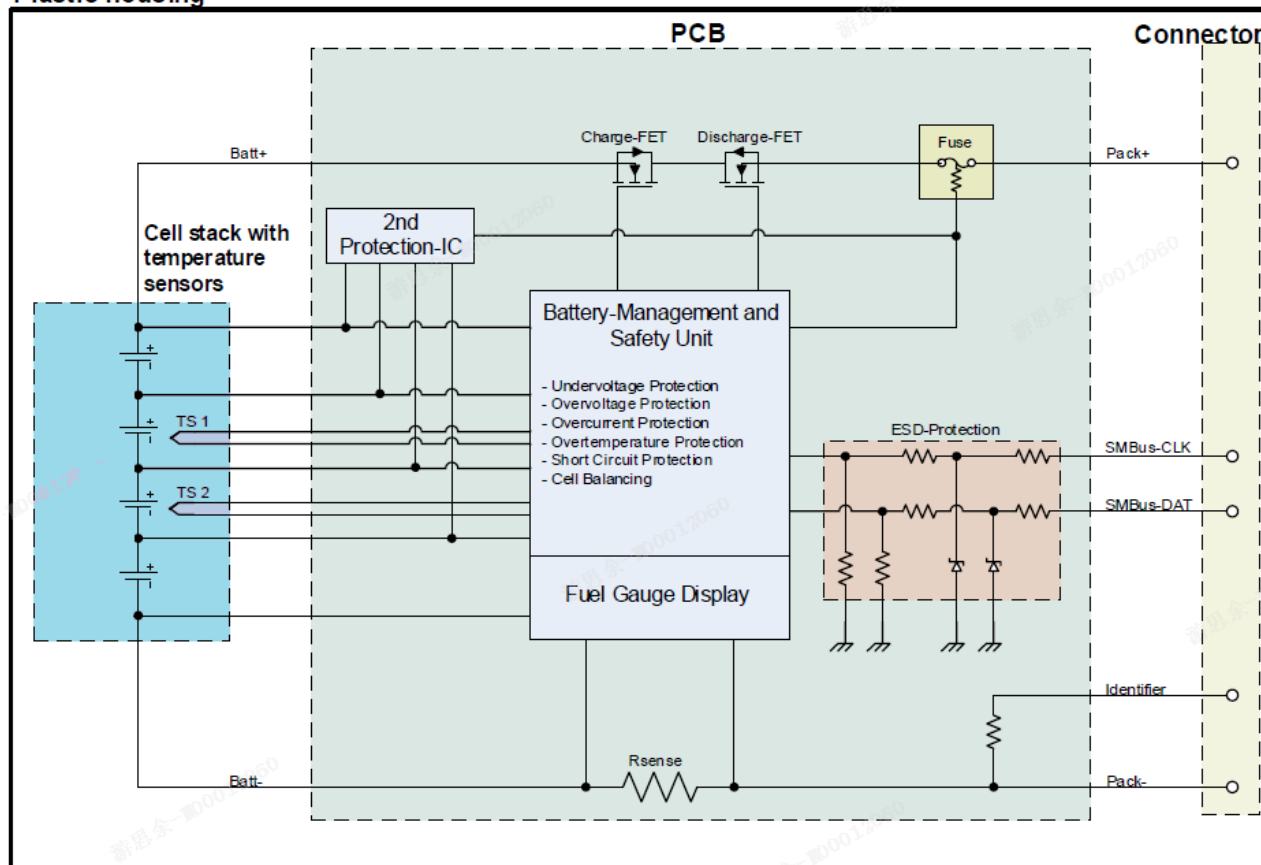 Plastic housing
PCB
Connector
Charge-FET
Discharge-FET
Fuse
Batt+
Pack+
2nd
Protection-IC
Cell stack with
temperature
sensors
Battery-Management and
Safety Unit
- Undervoltage Protection
- Overvoltage Protection
- Overcurrent Protection
- Overtemperature Protection
- Short Circuit Protection
- Cell Balancing
TS 1
TS 2
ESD-Protection
SMBus-CLK
SMBus-DAT
Fuel Gauge Display
Identifier
Rsense
Batt-
Pack-